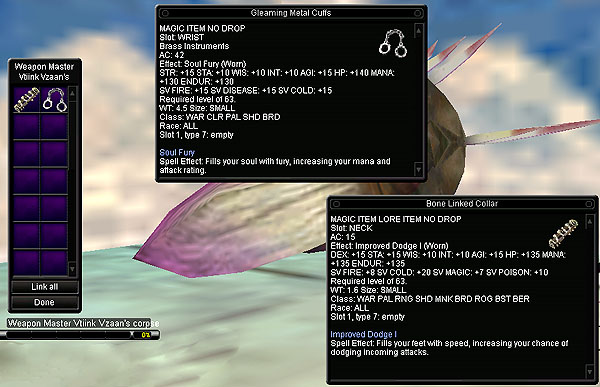 Gleaming Metal Cuffs
MAGIC ITEM NO DROP
Slot: WRIST
Brass Instruments
AC: 42
Effect: Soul Fury (Worn)
STR: +15 STA: +10 WIS: +10 INT: +10 AGI: +15 HP: +140 MANA:
+130 ENDUR: +130
SV FIRE: +15 SV DISEASE: +15 SV COLD: +15
Required level of 63.
WT: 4.5 Size: SMALL
Class: WAR CLR PAL SHD BRD
Race: ALL
Slot 1, type 7: empty
Soul Fury
Spell Effect: Fills your soul with fury, increasing your mana and
attack rating.
Weapon Master
Vtiink Vzaan's
Link all
Done
Weapon Master Vtiink Vzaan's corp
0%
Bone Linked Collar
MAGIC ITEM LORE ITEM NO DROP
Slot: NECK
AC: 15
Effect: Improved Dodge I (Worn)
DEX: +15 STA: +15 WIS: +10 INT: +10 AGI: +15 HP: +135 MANA:
+135 ENDUR: +135
SV FIRE: +8 SV COLD: +20 SV MAGIC: +7 SV POISON: +10
Required level of 63.
WT: 1.6 Size: SMALL
Class: WAR PAL RNG SHD MNK BRD ROG BST BER
Race: ALL
Slot 1, type 7: empty
Improved Dodge I
Spell Effect: Fills your feet with speed, increasing your chance of
dodging incoming attacks.